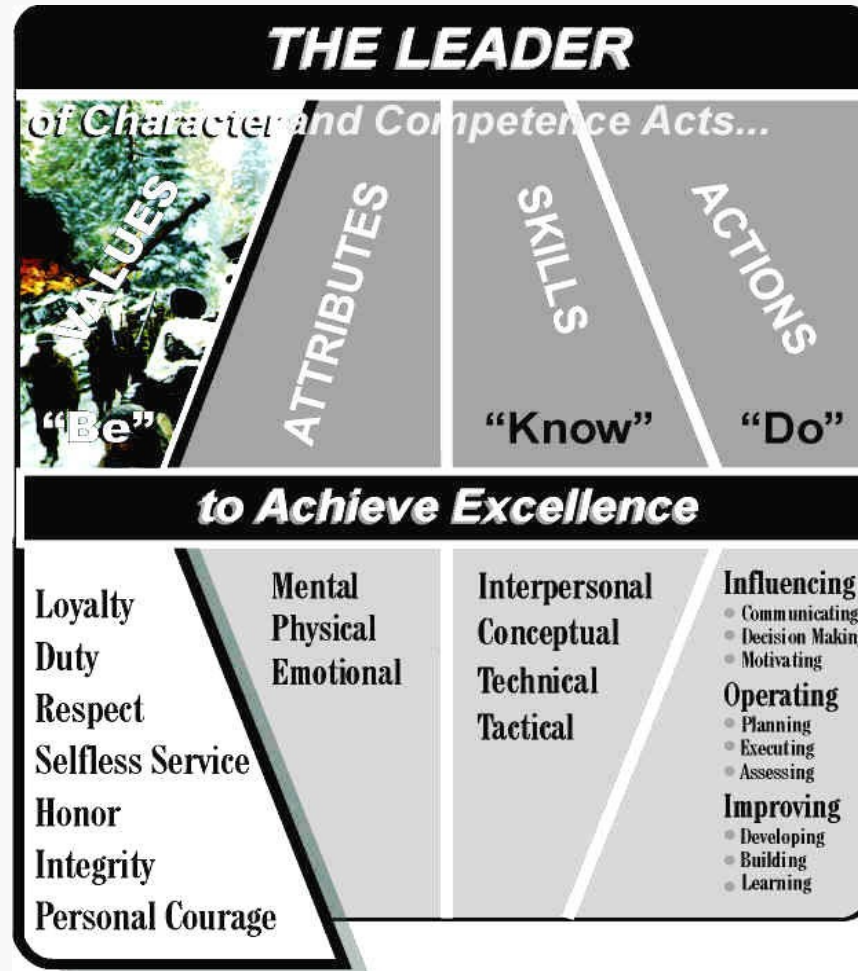 THE LEADER
of Character and Competence Acts...
VALUES
ATTRIBUTES
SKILLS
ACTIONS
“Be”
“Know”
“Do”
to Achieve Excellence
Loyalty
Duty
Respect
Selfless Service
Honor
Integrity
Personal Courage
Mental
Physical
Emotional
Interpersonal
Conceptual
Technical
Tactical
Influencing
Communicating
Decision Making
Motivating
Operating
Planning
Executing
Assessing
Improving
Developing
Building
Learning